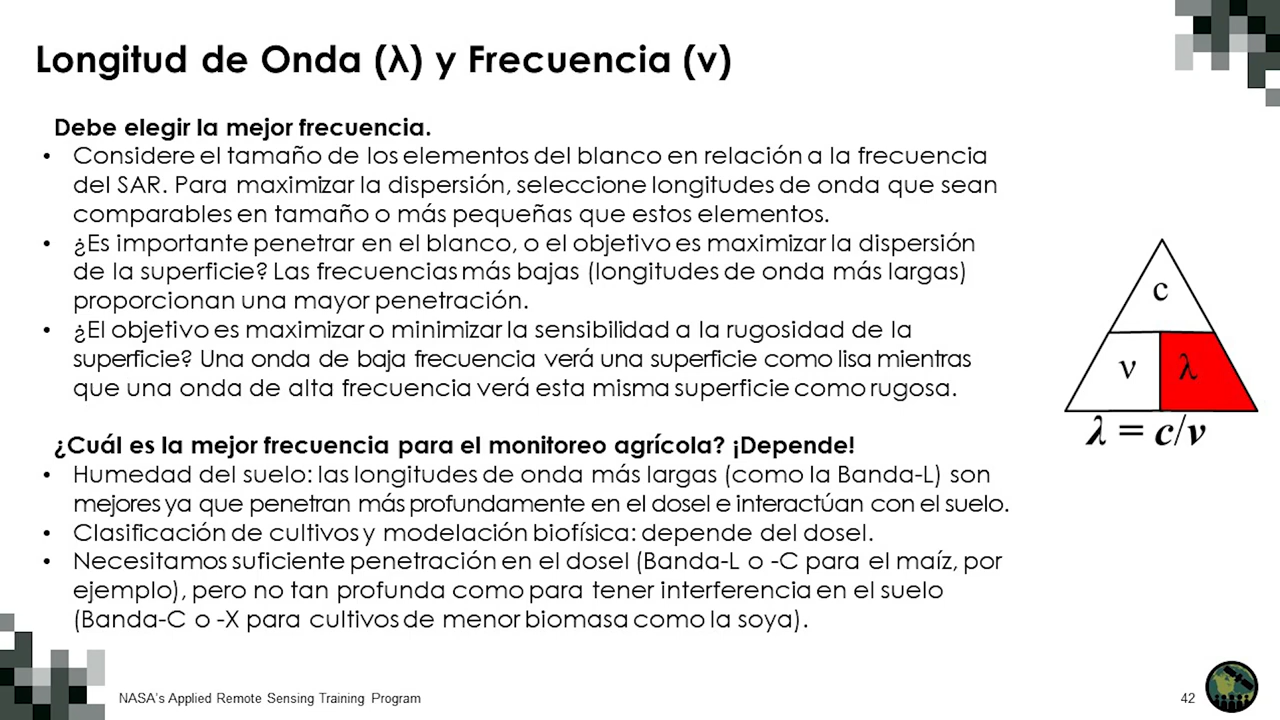 Longitud de Onda (λ) y Frecuencia (ν)
Debe elegir la mejor frecuencia.
• Considere el tamaño de los elementos del blanco en relación a la frecuencia
del SAR. Para maximizar la dispersión, seleccione longitudes de onda que sean
comparables en tamaño o más pequeñas que estos elementos.
• ¿Es importante penetrar en el blanco, o el objetivo es maximizar la dispersión
de la superficie? Las frecuencias más bajas (longitudes de onda más largas)
proporcionan una mayor penetración.
• ¿El objetivo es maximizar o minimizar la sensibilidad a la rugosidad de la
superficie? Una onda de baja frecuencia verá una superficie como lisa mientras
que una onda de alta frecuencia verá esta misma superficie como rugosa.
¿Cuál es la mejor frecuencia para el monitoreo agrícola? ¡Depende!
• Humedad del suelo: las longitudes de onda más largas (como la Banda-L) son
mejores ya que penetran más profundamente en el dosel e interactúan con el suelo.
• Clasificación de cultivos y modelación biofísica: depende del dosel.
• Necesitamos suficiente penetración en el dosel (Banda-L o -C para el maíz, por
ejemplo), pero no tan profunda como para tener interferencia en el suelo
(Banda-C o -X para cultivos de menor biomasa como la soya).
c
ν λ
λ = c/ν
NASA's Applied Remote Sensing Training Program
42